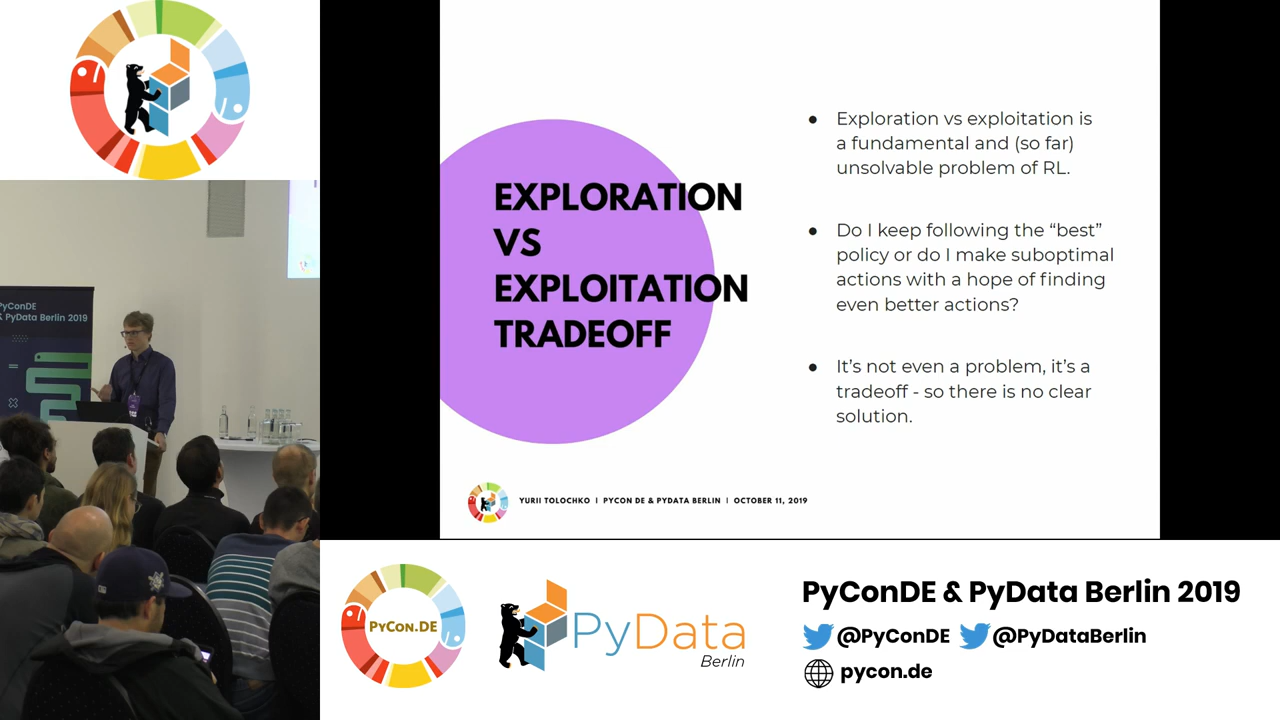 PyConDE
& PyData Berlin 2019
EXPLORATION
VS
EXPLOITATION
TRADEOFF
● Exploration vs exploitation is
a fundamental and (so far)
unsolvable problem of RL.
● Do I keep following the “best”
policy or do I make suboptimal
actions with a hope of finding
even better actions?
● It’s not even a problem, it’s a
tradeoff - so there is no clear
solution.
YURII TOLOCHKO | PYCON DE & PYDATA BERLIN | OCTOBER 11, 2019
PyCon.DE
PyData
Berlin
PyConDE & PyData Berlin 2019
@PyConDE @PyDataBerlin
pycon.de